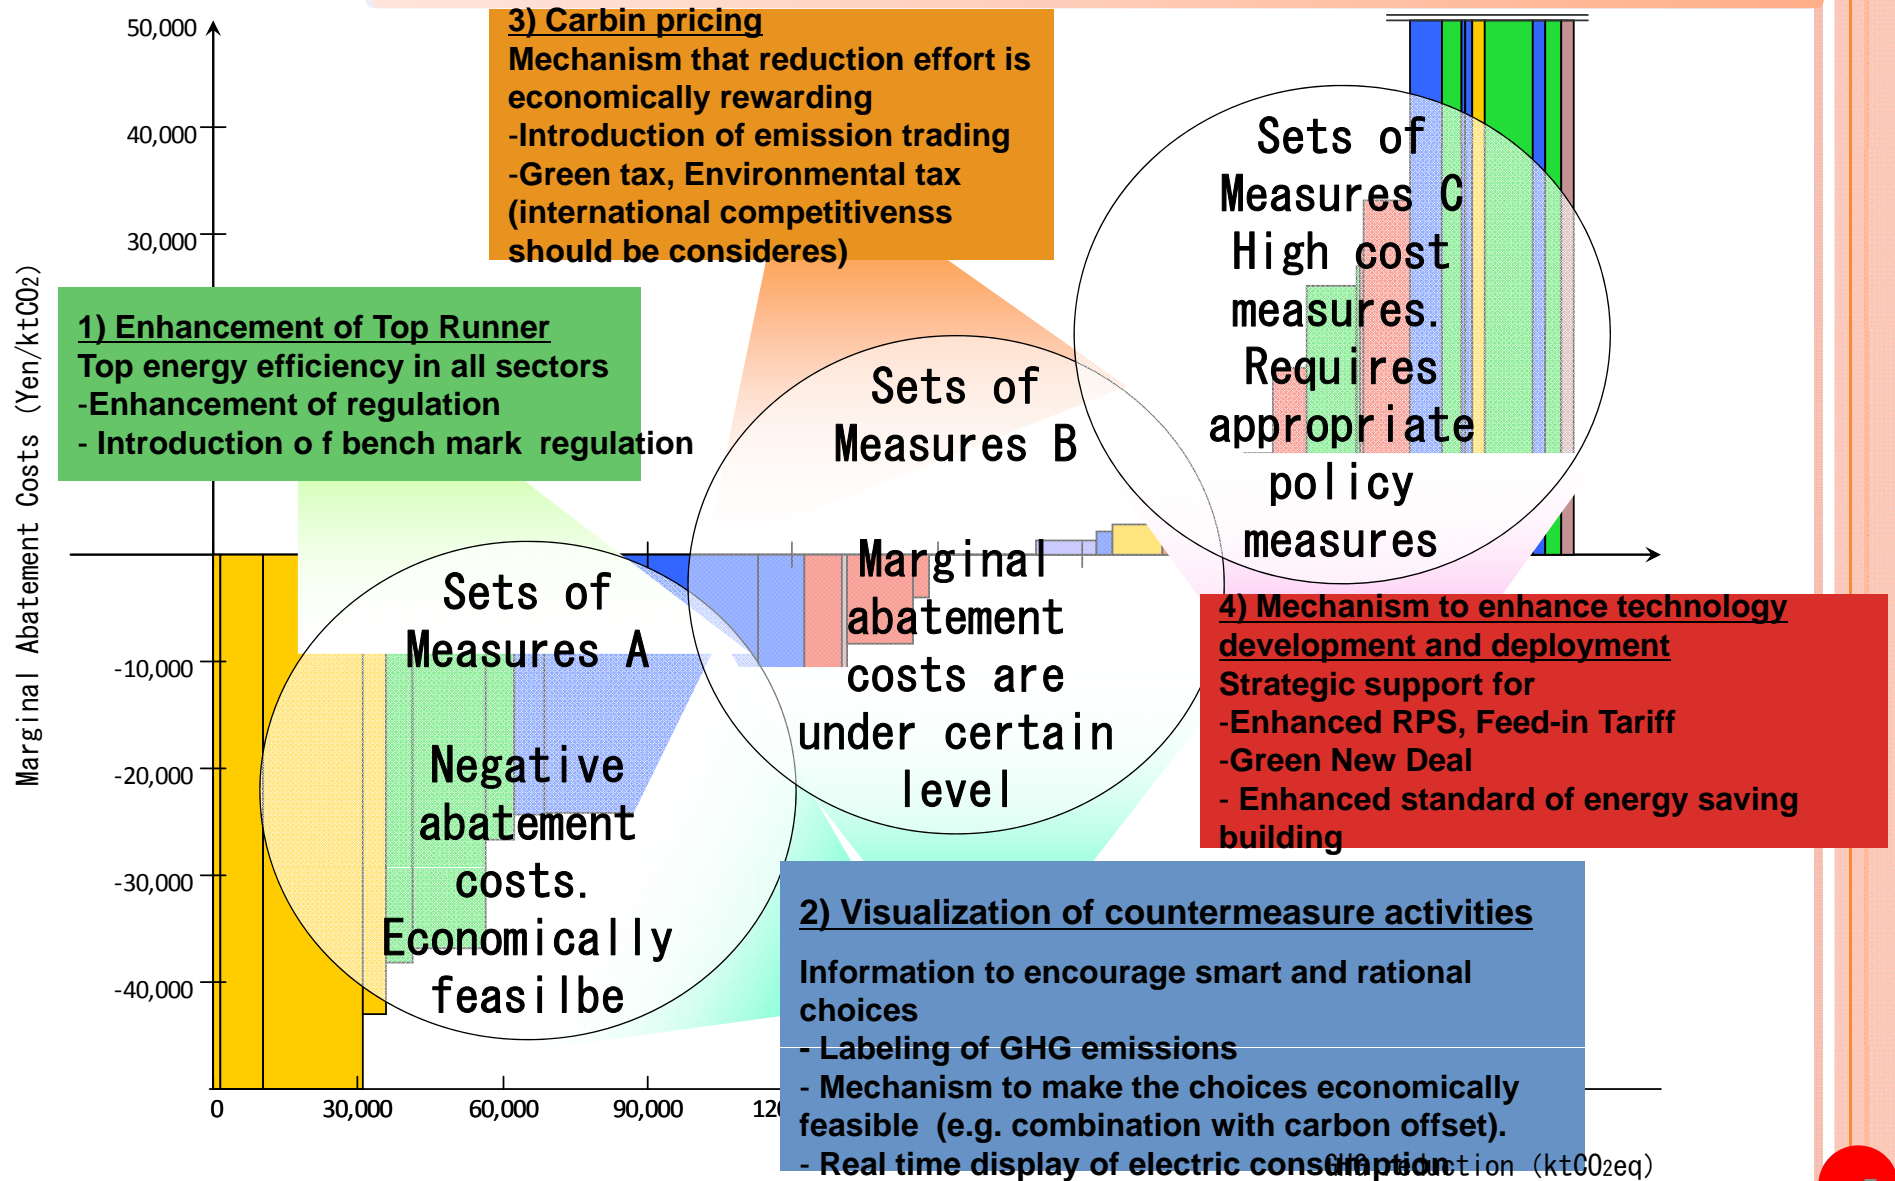 50,000
40,000
30,000
-10,000
-20,000
-30,000
-40,000
Marginal Abatement Costs (Yen/ktCO2)
3) Carbin pricing
Mechanism that reduction effort is
economically rewarding
-Introduction of emission trading
-Green tax, Environmental tax
(international competitivenss
should be consideres)
1) Enhancement of Top Runner
Top energy efficiency in all sectors
-Enhancement of regulation
- Introduction o f bench mark regulation
Sets of
Measures C
High cost
measures.
Requires
appropriate
policy
measures
Sets of
Measures B
Marginal
abatement
costs are
under certain
level
Sets of
Measures A
Negative
abatement
costs.
Economically
feasilbe
4) Mechanism to enhance technology
development and deployment
Strategic support for
-Enhanced RPS, Feed-in Tariff
-Green New Deal
- Enhanced standard of energy saving
building
2) Visualization of countermeasure activities
Information to encourage smart and rational
choices
- Labeling of GHG emissions
- Mechanism to make the choices economically
feasible (e.g. combination with carbon offset).
- Real time display of electric consumption
0
30,000
60,000
90,000
GHG reduction (ktCO2eq)